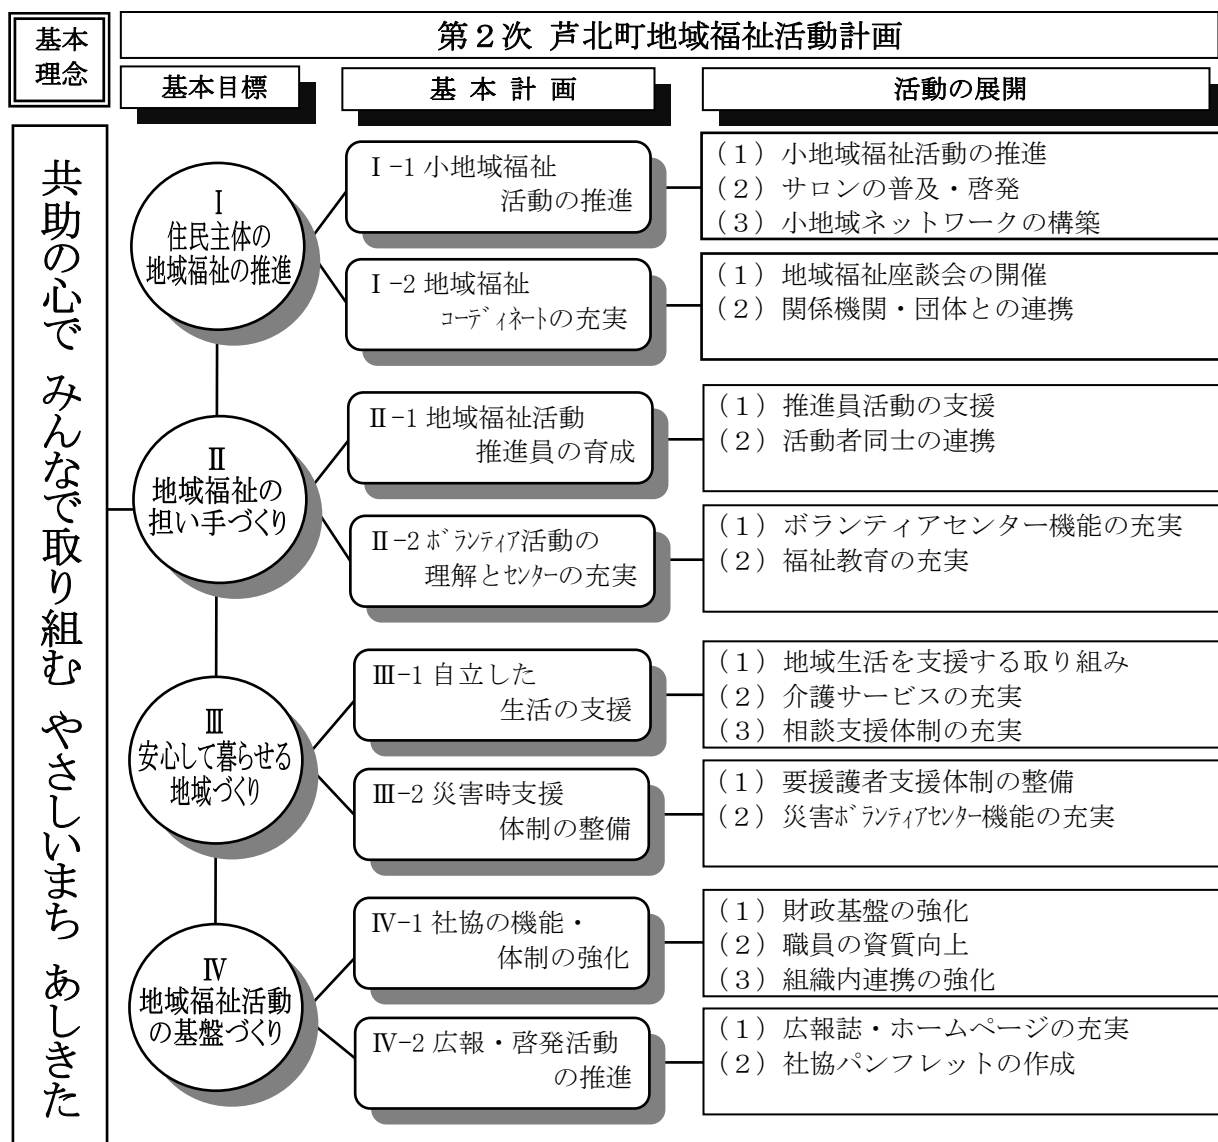 基本
理念
第２次 芦北町地域福祉活動計画
基本目標
基 本 計 画
活動の展開
共助の心で みんなで取り組む やさしいまち あしきた
Ⅰ
住民主体の
地域福祉の推進
Ⅰ-1 小地域福祉
活動の推進
（１）小地域福祉活動の推進
（２）サロンの普及・啓発
（３）小地域ネットワークの構築
Ⅰ-2 地域福祉
ｺｰﾃﾞｨﾈｰﾄの充実
（１）地域福祉座談会の開催
（２）関係機関・団体との連携
Ⅱ
地域福祉の
担い手づくり
Ⅱ-1 地域福祉活動
推進員の育成
（１）推進員活動の支援
（２）活動者同士の連携
Ⅱ-2 ﾎﾞﾗﾝﾃｨｱ活動の
理解とｾﾝﾀｰの充実
（１）ボランティアセンター機能の充実
（２）福祉教育の充実
Ⅲ
安心して暮らせる
地域づくり
Ⅲ-1 自立した
生活の支援
（１）地域生活を支援する取り組み
（２）介護サービスの充実
（３）相談支援体制の充実
Ⅲ-2 災害時支援
体制の整備
（１）要援護者支援体制の整備
（２）災害ﾎﾞﾗﾝﾃｨｱｾﾝﾀｰ機能の充実
Ⅳ
地域福祉活動
の基盤づくり
Ⅳ-1 社協の機能・
体制の強化
（１）財政基盤の強化
（２）職員の資質向上
（３）組織内連携の強化
Ⅳ-2 広報・啓発活動
の推進
（１）広報誌・ホームページの充実
（２）社協パンフレットの作成